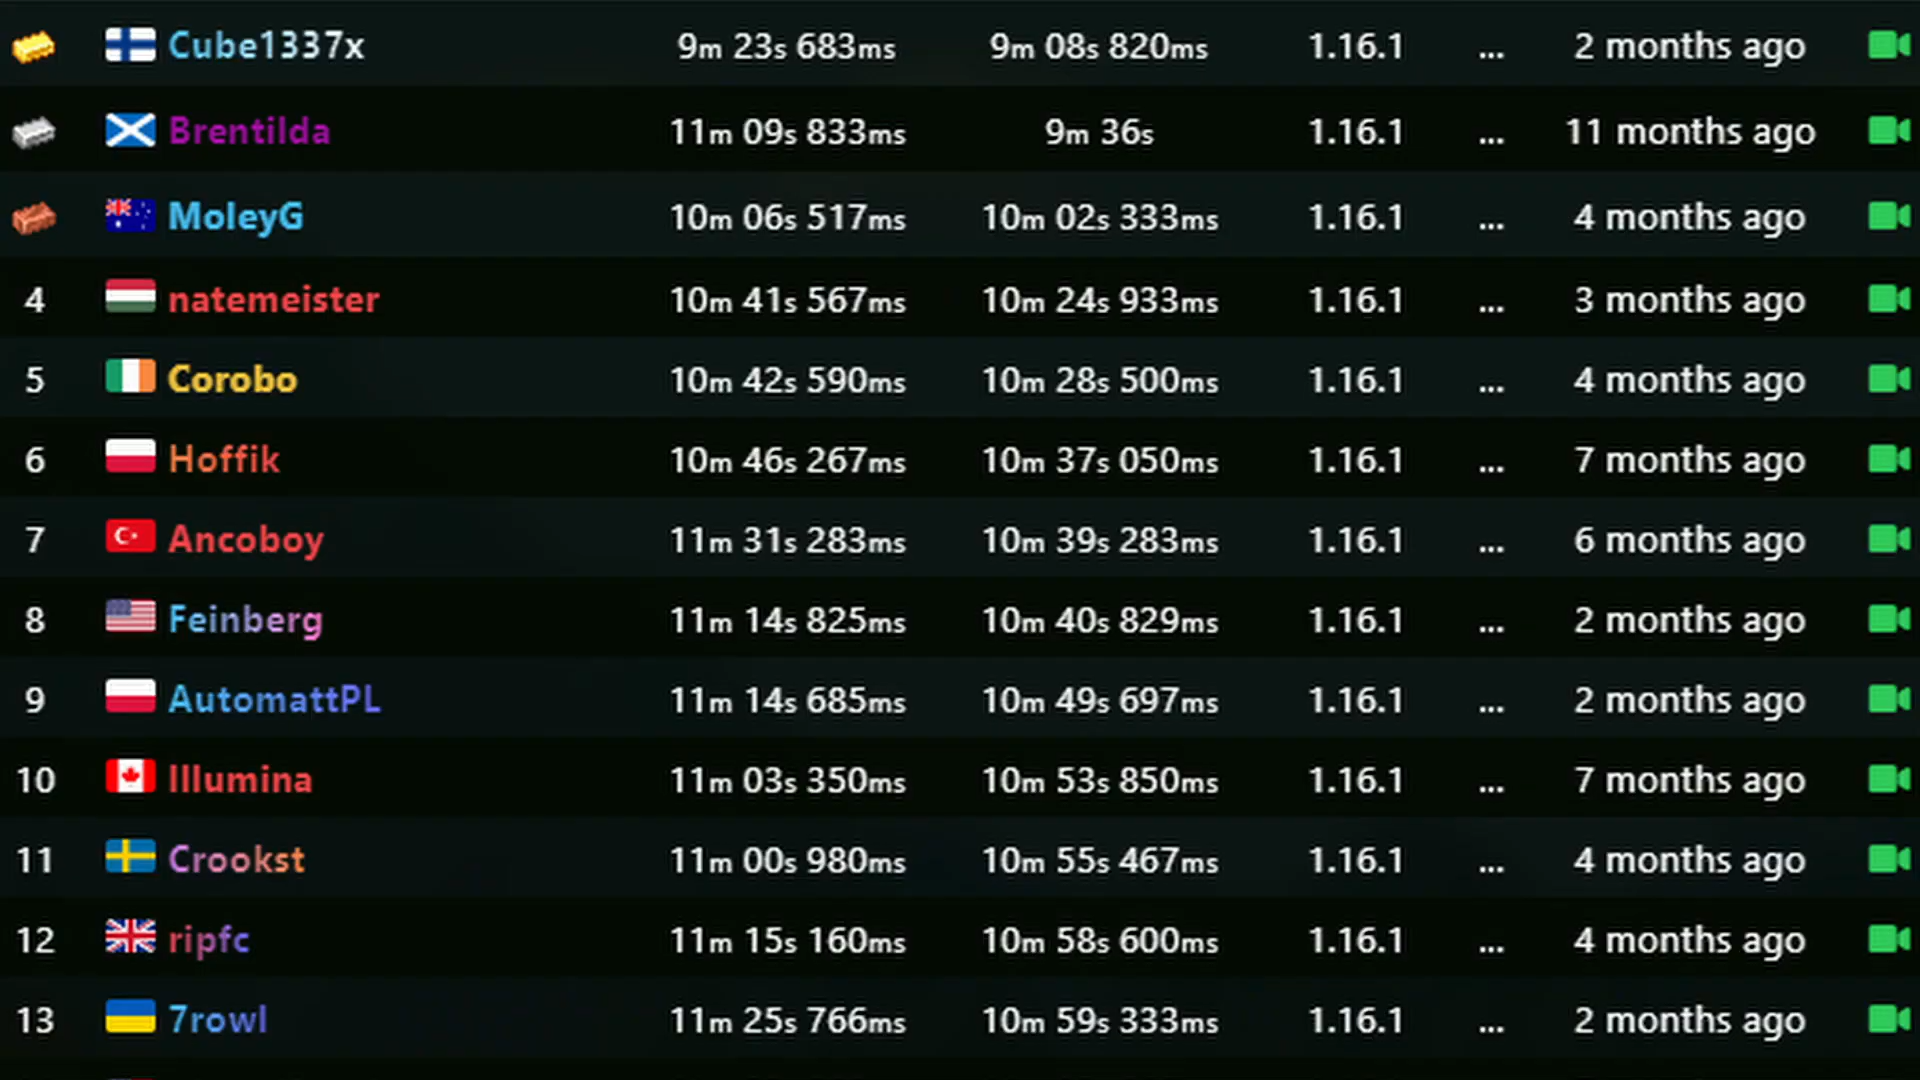 Cube1337x 9m 23s 683ms 9m 08s 820ms 1.16.1 ... 2 months ago
Brentilda 11m 09s 833ms 9m 36s 1.16.1 ... 11 months ago
MoleyG 10m 06s 517ms 10m 02s 333ms 1.16.1 ... 4 months ago
4 natemeister 10m 41s 567ms 10m 24s 933ms 1.16.1 ... 3 months ago
5 Corobo 10m 42s 590ms 10m 28s 500ms 1.16.1 ... 4 months ago
6 Hoffik 10m 46s 267ms 10m 37s 050ms 1.16.1 ... 7 months ago
7 Ancoboy 11m 31s 283ms 10m 39s 283ms 1.16.1 ... 6 months ago
8 Feinberg 11m 14s 825ms 10m 40s 829ms 1.16.1 ... 2 months ago
9 AutomattPL 11m 14s 685ms 10m 49s 697ms 1.16.1 ... 2 months ago
10 Illumina 11m 03s 350ms 10m 53s 850ms 1.16.1 ... 7 months ago
11 Crookst 11m 00s 980ms 10m 55s 467ms 1.16.1 ... 4 months ago
12 ripfc 11m 15s 160ms 10m 58s 600ms 1.16.1 ... 4 months ago
13 7rowl 11m 25s 766ms 10m 59s 333ms 1.16.1 ... 2 months ago